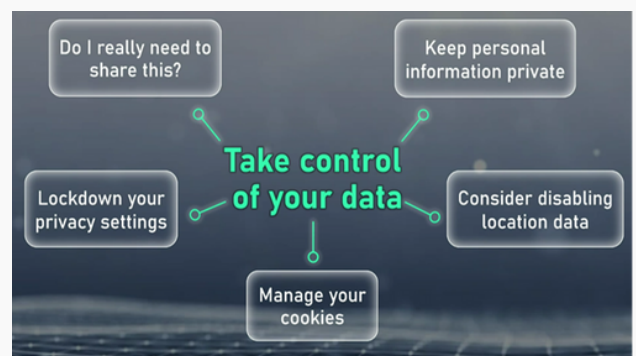 Do I really need to
share this?
Keep personal
information private
Take control
of your data
Lockdown your
privacy settings
Consider disabling
location data
Manage your
cookies